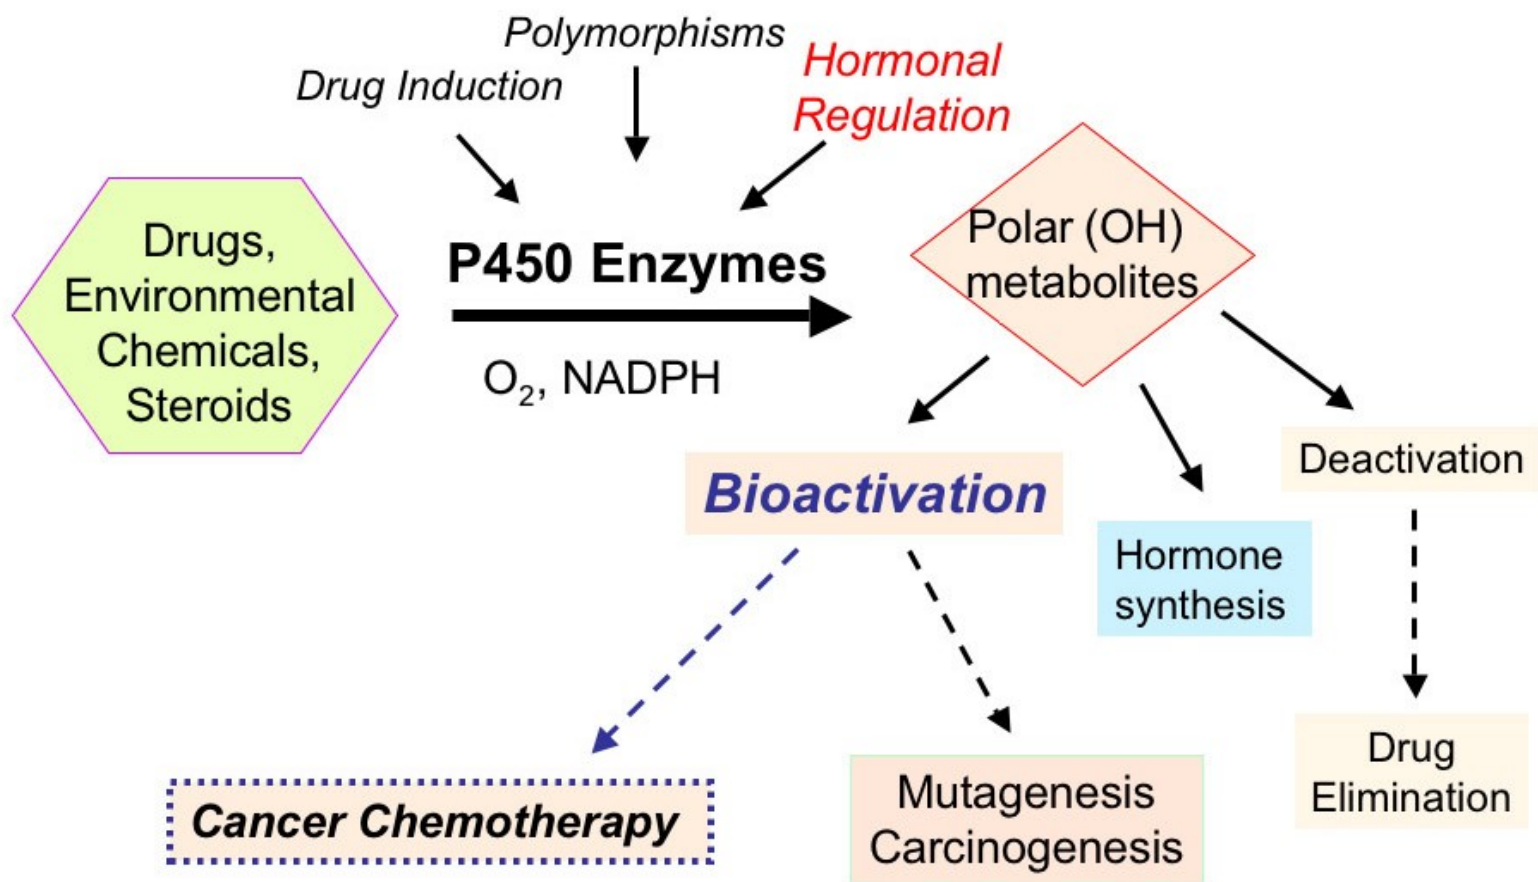 Polymorphisms
Drug Induction
Hormonal
Regulation
Drugs,
Environmental
Chemicals,
Steroids
P450 Enzymes
O₂, NADPH
Polar (OH)
metabolites
Bioactivation
Hormone
synthesis
Deactivation
Drug
Elimination
Cancer Chemotherapy
Mutagenesis
Carcinogenesis